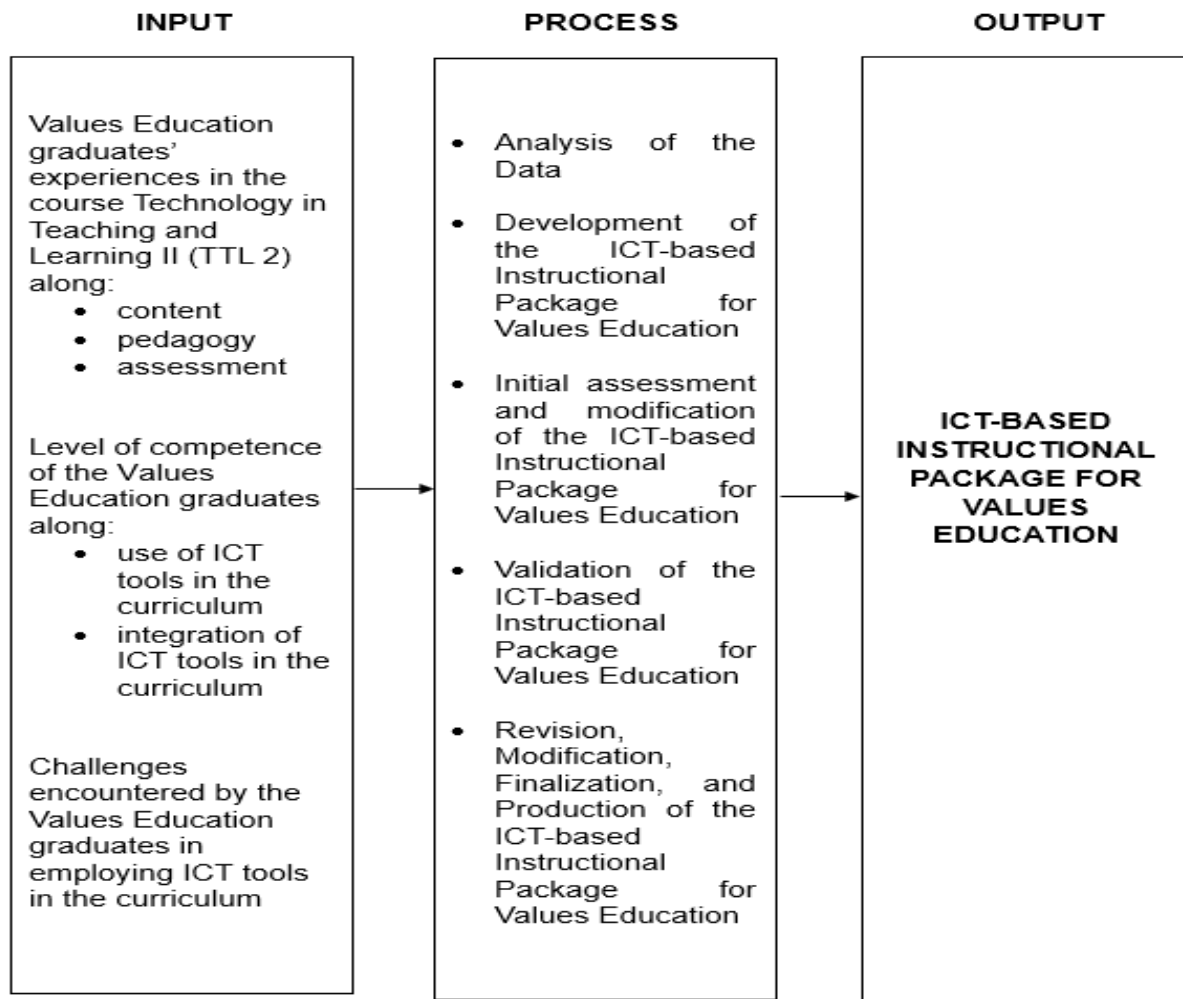 INPUT
Values Education
graduates’
experiences in the
course Technology in
Teaching and
Learning II (TTL 2)
along:
• content
• pedagogy
• assessment
Level of competence
of the Values
Education graduates
along:
• use of ICT
tools in the
curriculum
• integration of
ICT tools in the
curriculum
Challenges
encountered by the
Values Education
graduates in
employing ICT tools
in the curriculum
PROCESS
• Analysis of the
Data
• Development of
the ICT-based
Instructional
Package for
Values Education
• Initial assessment
and modification
of the ICT-based
Instructional
Package for
Values Education
• Validation of the
ICT-based
Instructional
Package for
Values Education
• Revision,
Modification,
Finalization, and
Production of the
ICT-based
Instructional
Package for
Values Education
OUTPUT
ICT-BASED
INSTRUCTIONAL
PACKAGE FOR
VALUES
EDUCATION